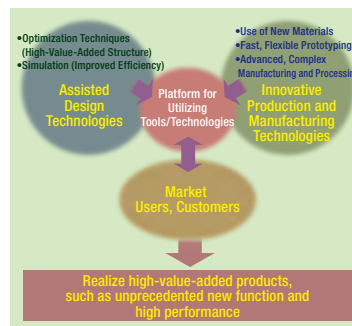 •Optimization Techniques
(High-Value-Added Structure)
•Simulation (Improved Efficiency)
•Use of New Materials
•Fast, Flexible Prototyping
•Advanced, Complex
Manufacturing and Processin
Assisted
Design
Technologies
Platform for
Utilizing
Tools/Technologies
Innovative
Production and
Manufacturing
Technologies
Market
Users, Customers
Realize high-value-added products,
such as unprecedented new function and
high performance